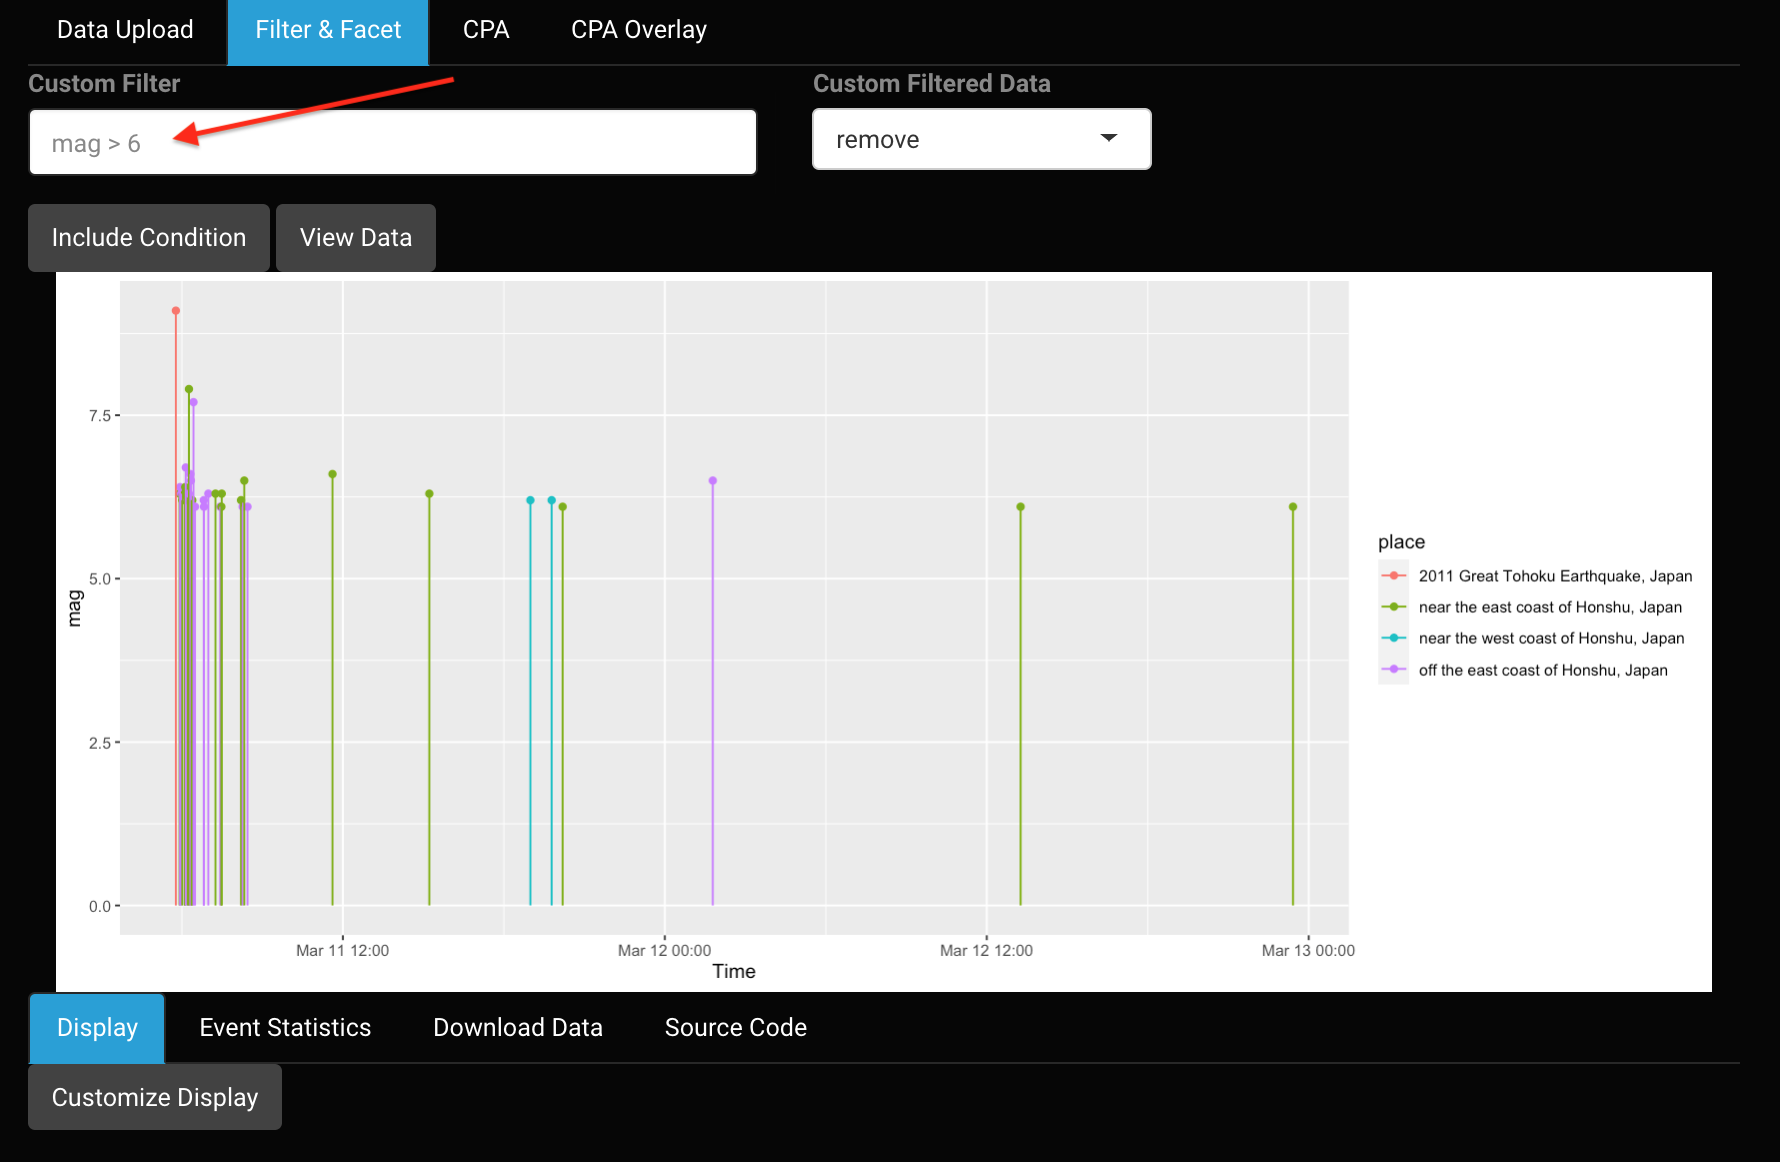 Data Upload Filter & Facet CPA CPA Overlay
Custom Filter Custom Filtered Data
mag > 6 remove
Include Condition View Data
7.5
5.0
2.5
0.0
mag
Mar 11 12:00 Mar 12 00:00 Mar 12 12:00 Mar 13 00:00
Time
place
2011 Great Tohoku Earthquake, Japan
near the east coast of Honshu, Japan
near the west coast of Honshu, Japan
off the east coast of Honshu, Japan
Display Event Statistics Download Data Source Code
Customize Display